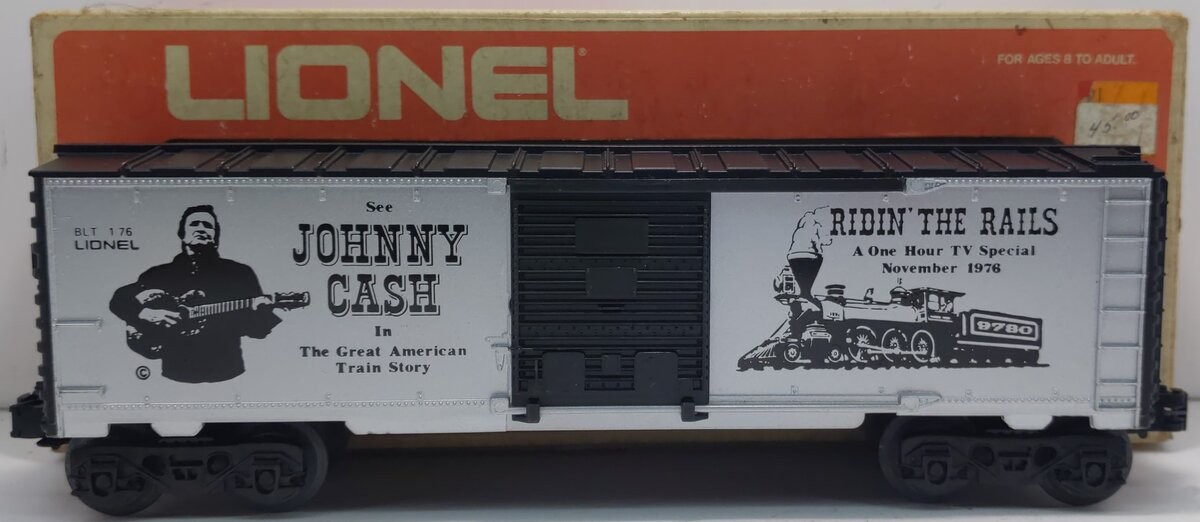 LIONEL®
FOR AGES 8 TO ADULT.
45.00
BLT 1 76
LIONEL
©
See
JOHNNY
CASH
In
The Great American
Train Story
RIDIN' THE RAILS
A One Hour TV Special
November 1976
9780